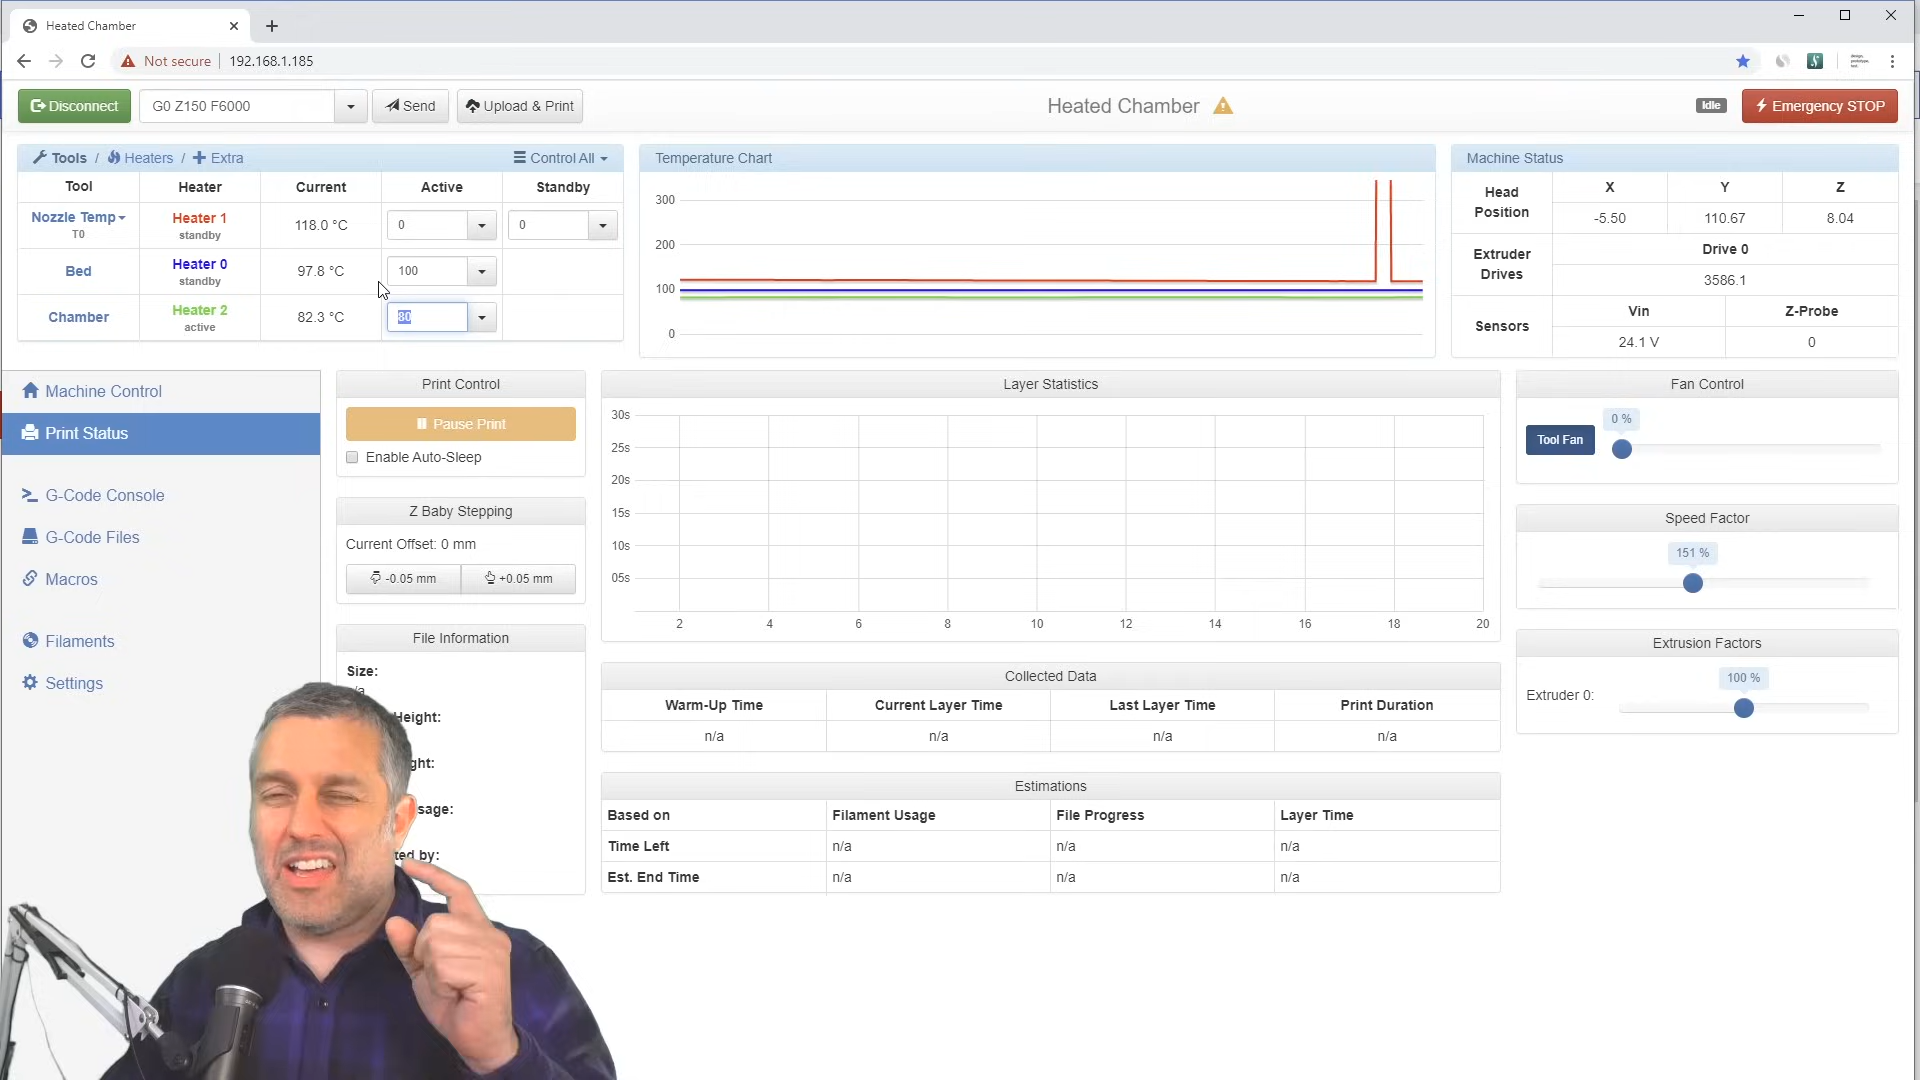 Heated Chamber
Not secure
192.168.1.185
Disconnect
G0 Z150 F6000
Send
Upload & Print
Heated Chamber
Idle
Emergency STOP
Tools / Heaters / Extra
Control All
Tool Heater Current Active Standby
Nozzle Temp T0 Heater 1 standby 118.0 °C 0 0
Bed Heater 0 standby 97.8 °C 100
Chamber Heater 2 active 82.3 °C 80
Temperature Chart
300
200
100
0
Machine Status
Head Position X Y Z
-5.50 110.67 8.04
Extruder Drives Drive 0
3586.1
Sensors Vin Z-Probe
24.1 V 0
Machine Control
Print Status
G-Code Console
G-Code Files
Macros
Filaments
Settings
Print Control
Pause Print
Enable Auto-Sleep
Z Baby Stepping
Current Offset: 0 mm
-0.05 mm +0.05 mm
File Information
Size:
Height:
ght:
sage:
ted by:
Layer Statistics
30s
25s
20s
15s
10s
05s
2 4 6 8 10 12 14 16 18 20
Collected Data
Warm-Up Time Current Layer Time Last Layer Time Print Duration
n/a n/a n/a n/a
Estimations
Based on Filament Usage File Progress Layer Time
Time Left n/a n/a n/a
Est. End Time n/a n/a n/a
Fan Control
Tool Fan
0 %
Speed Factor
151 %
Extrusion Factors
100 %
Extruder 0: